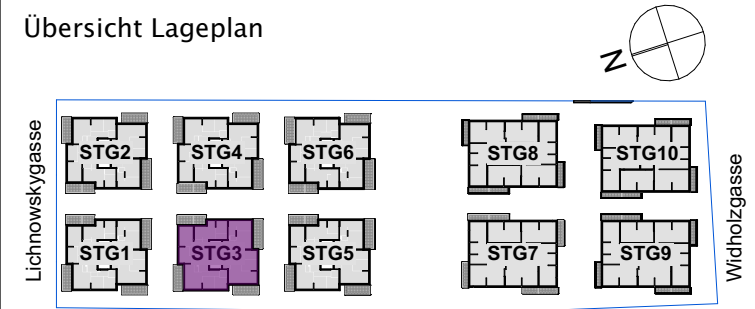 Übersicht Lageplan
N
Lichnowskygasse
STG2 STG4 STG6 STG8 STG10
STG1 STG3 STG5 STG7 STG9
Widholzgasse